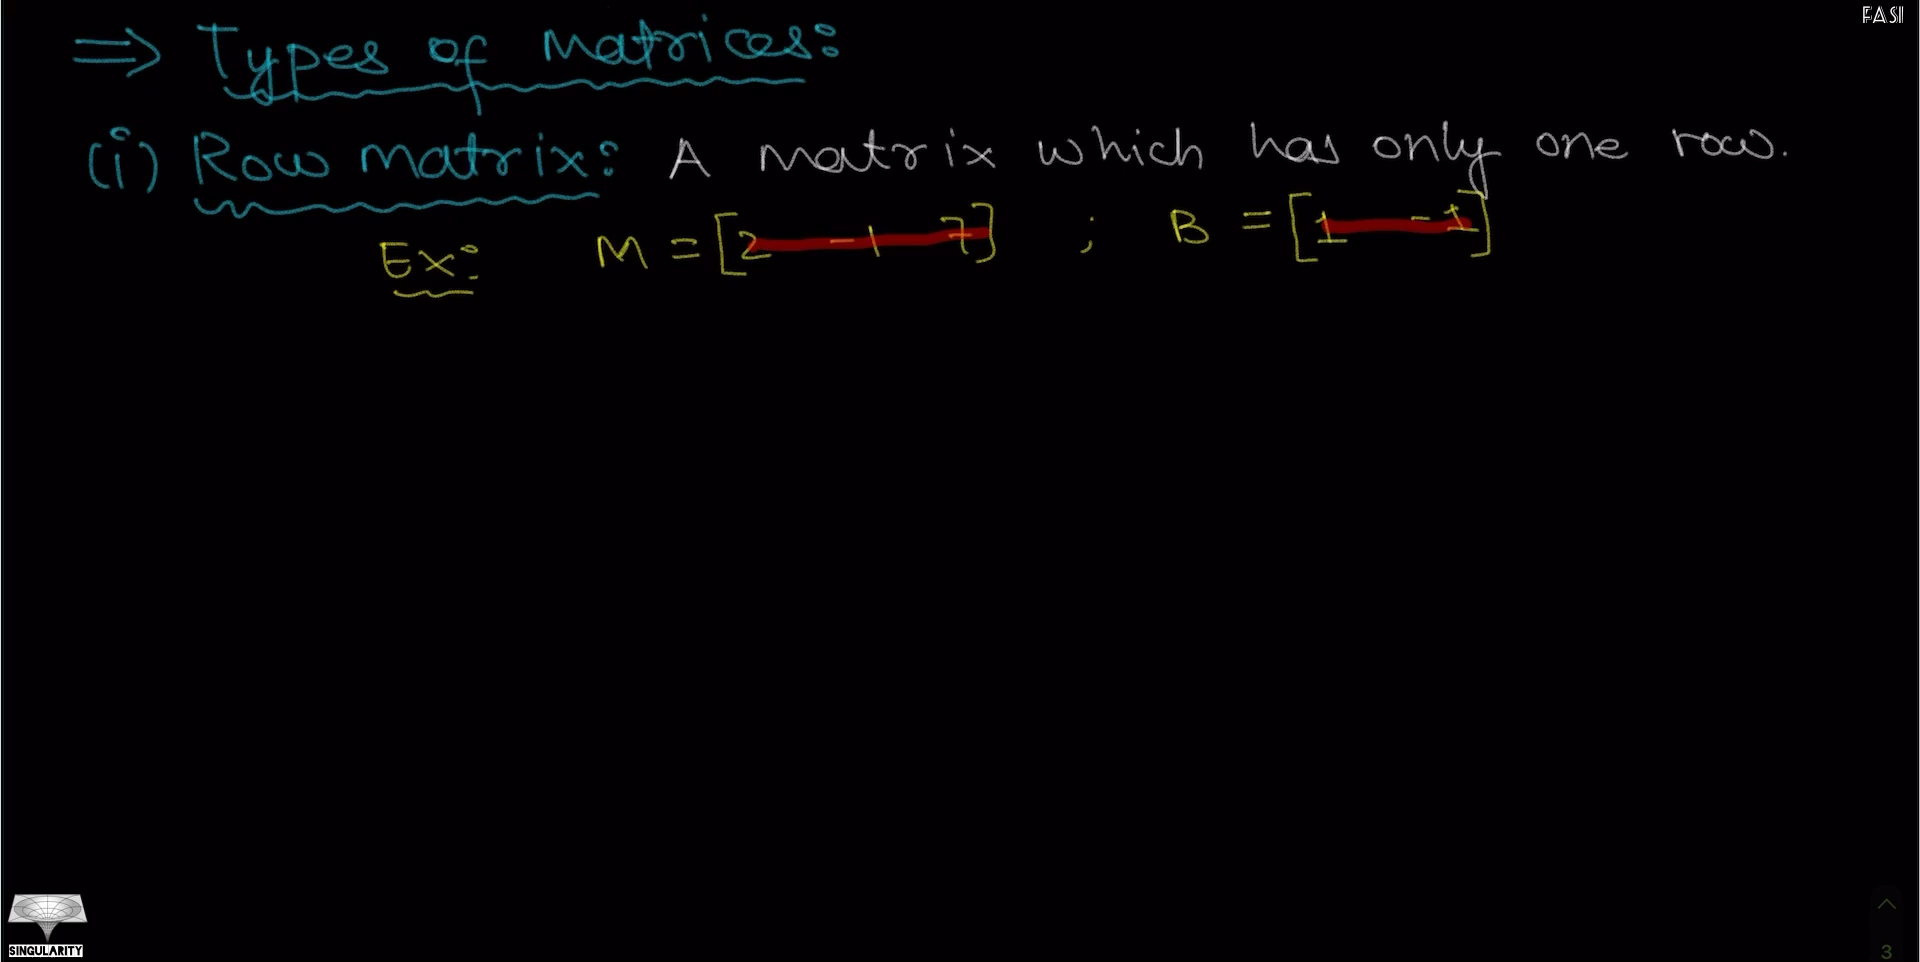 FASI
⇒ Types of Matrices:
(i) Row matrix: A matrix which has only one row.
Ex: M = [2 -1 7] ; B = [1 -1]
SINGULARITY
3